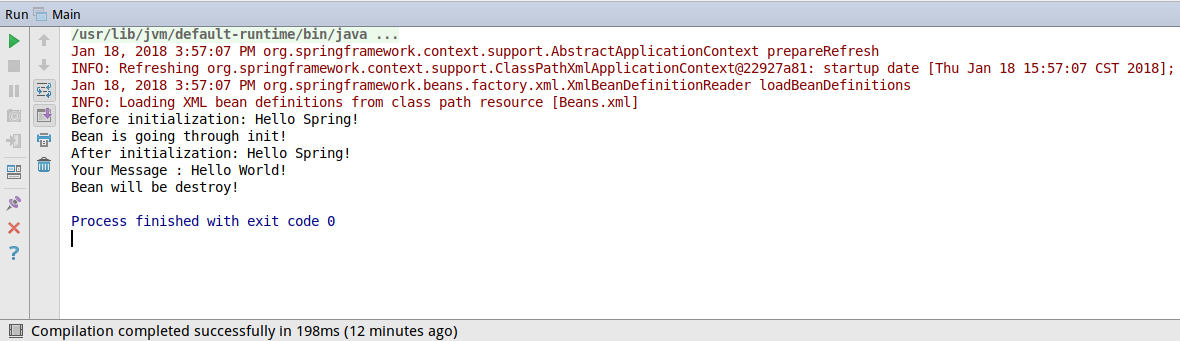 Run Main
/usr/lib/jvm/default-runtime/bin/java ...
Jan 18, 2018 3:57:07 PM org.springframework.context.support.AbstractApplicationContext prepareRefresh
INFO: Refreshing org.springframework.context.support.ClassPathXmlApplicationContext@22927a81: startup date [Thu Jan 18 15:57:07 CST 2018];
Jan 18, 2018 3:57:07 PM org.springframework.beans.factory.xml.XmlBeanDefinitionReader loadBeanDefinitions
INFO: Loading XML bean definitions from class path resource [Beans.xml]
Before initialization: Hello Spring!
Bean is going through init!
After initialization: Hello Spring!
Your Message : Hello World!
Bean will be destroy!
Process finished with exit code 0
Compilation completed successfully in 198ms (12 minutes ago)